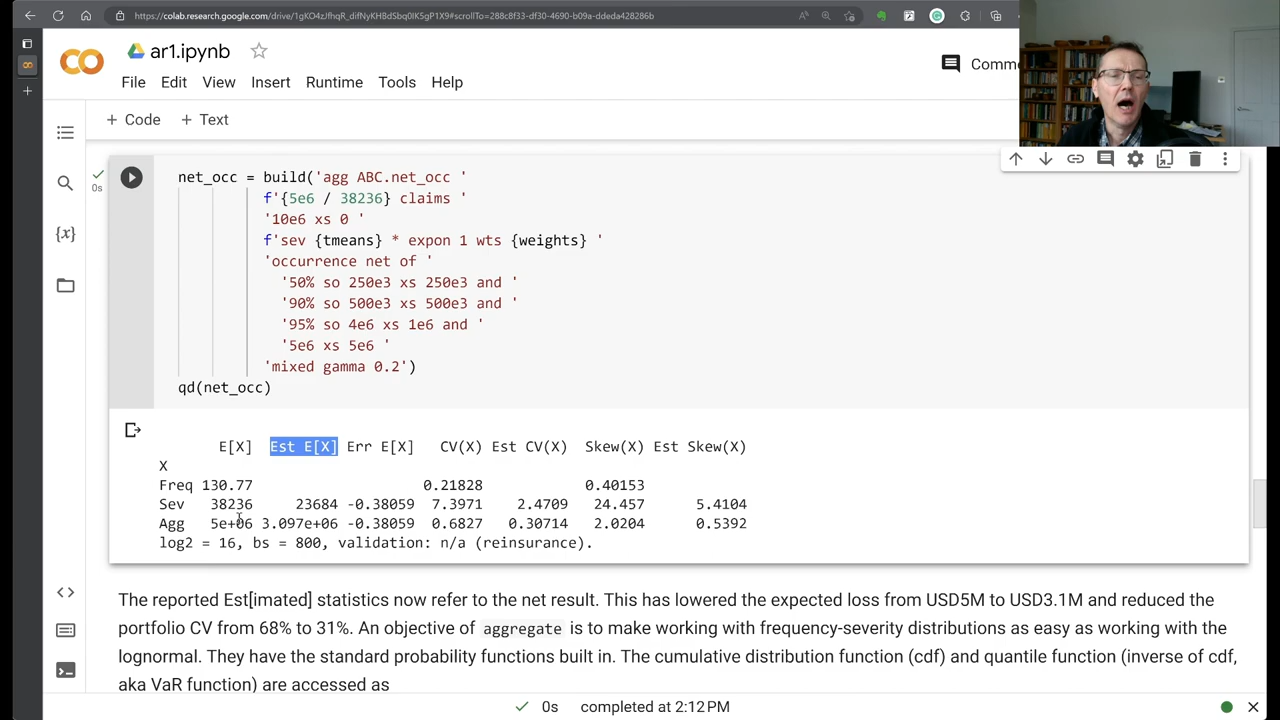 https://colab.research.google.com/drive/1gKO4zJfhqR_difNyKHBdSbq0IKSgP1X9#scrollTo=288c8f33-df30-4690-b09a-ddeda428286b
ar1.ipynb
File Edit View Insert Runtime Tools Help
Comme
+ Code + Text
0s
net_occ = build('agg ABC.net_occ '
f'{5e6 / 38236} claims '
'10e6 xs 0 '
f'sev {tmeans} * expon 1 wts {weights} '
'occurrence net of '
'50% so 250e3 xs 250e3 and '
'90% so 500e3 xs 500e3 and '
'95% so 4e6 xs 1e6 and '
'5e6 xs 5e6 '
'mixed gamma 0.2')
qd(net_occ)
E[X] Est E[X] Err E[X] CV(X) Est CV(X) Skew(X) Est Skew(X)
X
Freq 130.77 0.21828 0.40153
Sev 38236 23684 -0.38059 7.3971 2.4709 24.457 5.4104
Agg 5e+06 3.097e+06 -0.38059 0.6827 0.30714 2.0204 0.5392
log2 = 16, bs = 800, validation: n/a (reinsurance).
The reported Est[imated] statistics now refer to the net result. This has lowered the expected loss from USD5M to USD3.1M and reduced the
portfolio CV from 68% to 31%. An objective of aggregate is to make working with frequency-severity distributions as easy as working with the
lognormal. They have the standard probability functions built in. The cumulative distribution function (cdf) and quantile function (inverse of cdf,
aka VaR function) are accessed as
0s completed at 2:12 PM